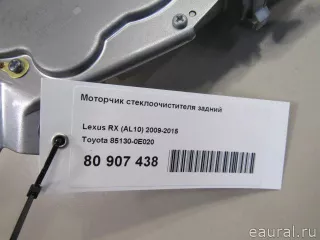 Моторчик стеклоочистителя задний
Lexus RX (AL10) 2009-2015
Toyota 85130-0E020
80 907 438
eaural.ru